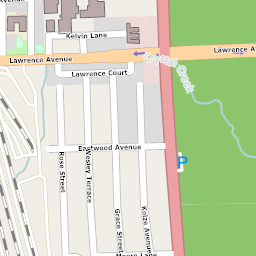 Kelvin Lane
Lawrence Avenue
Lawrence
Crystal Creek
Lawrence Court
Eastwood Avenue
P
Rose Street
Wesley Terrace
Grace Street
Kolze Avenue
Moore Lane